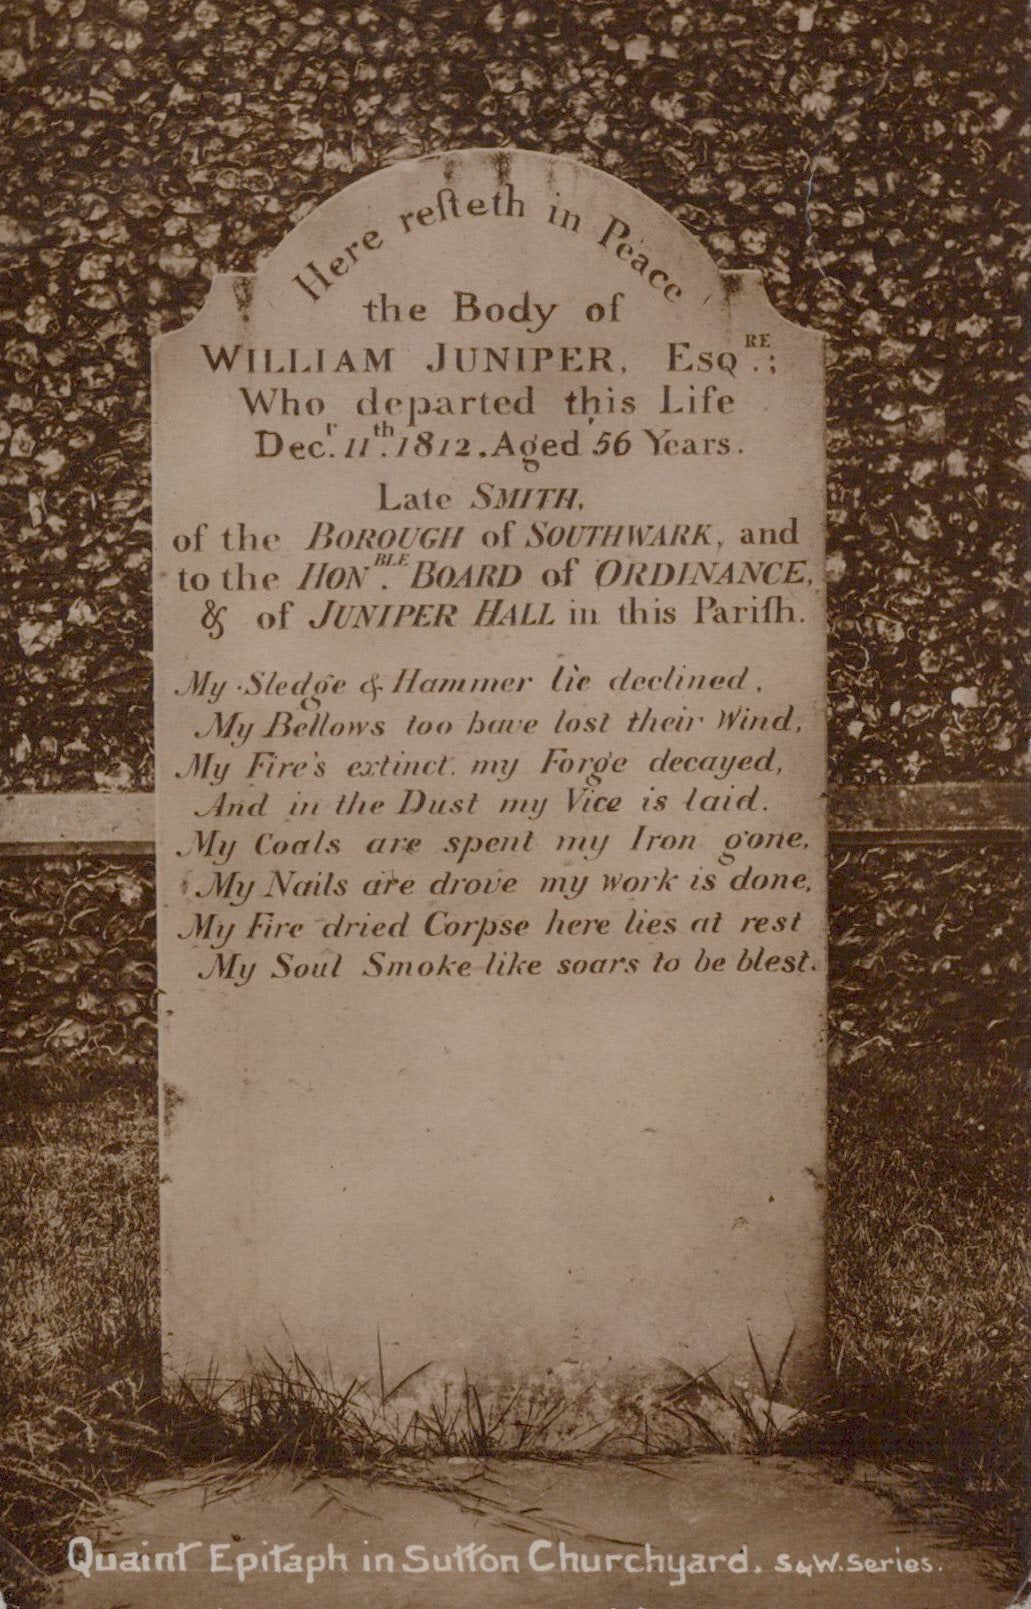 Here reſteth in Peace
the Body of
WILLIAM JUNIPER, ESQRE.;
Who departed this Life
Decr. 11th. 1812. Aged 56 Years.
Late SMITH,
of the BOROUGH of SOUTHWARK, and
to the HONBLE. BOARD of ORDINANCE,
& of JUNIPER HALL in this Pariſh.
My Sledge & Hammer lie declined,
My Bellows too have lost their Wind,
My Fire's extinct. my Forge decayed,
And in the Dust my Vice is laid.
My Coals are spent my Iron gone,
My Nails are drove my work is done,
My Fire dried Corpse here lies at rest
My Soul Smoke like soars to be blest.
Quaint Epitaph in Sutton Churchyard. S&W. Series.